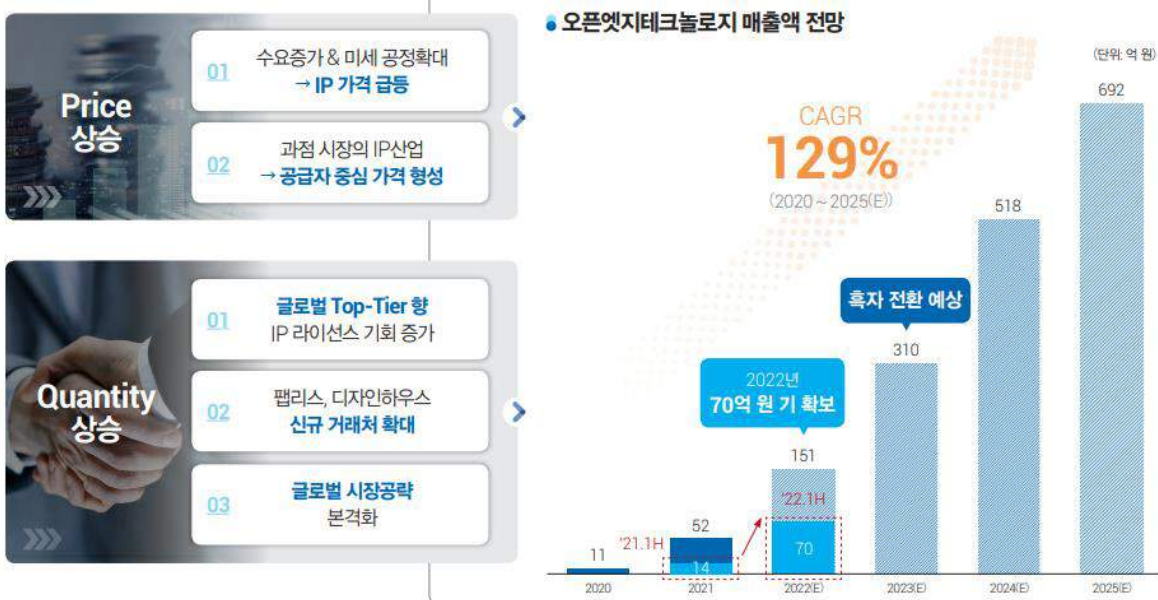 Price
상승
01
수요증가 & 미세 공정확대
→ IP 가격 급등
02
과점 시장의 IP산업
→ 공급자 중심 가격 형성
Quantity
상승
01
글로벌 Top-Tier 향
IP 라이선스 기회 증가
02
팹리스, 디자인하우스
신규 거래처 확대
03
글로벌 시장공략
본격화
오픈엣지테크놀로지 매출액 전망
(단위: 억 원)
CAGR
129%
(2020 ~ 2025(E))
692
518
흑자 전환 예상
310
2022년
70억 원 기 확보
151
'22.1H
70
52
'21.1H
14
11
2020
2021
2022(E)
2023(E)
2024(E)
2025(E)